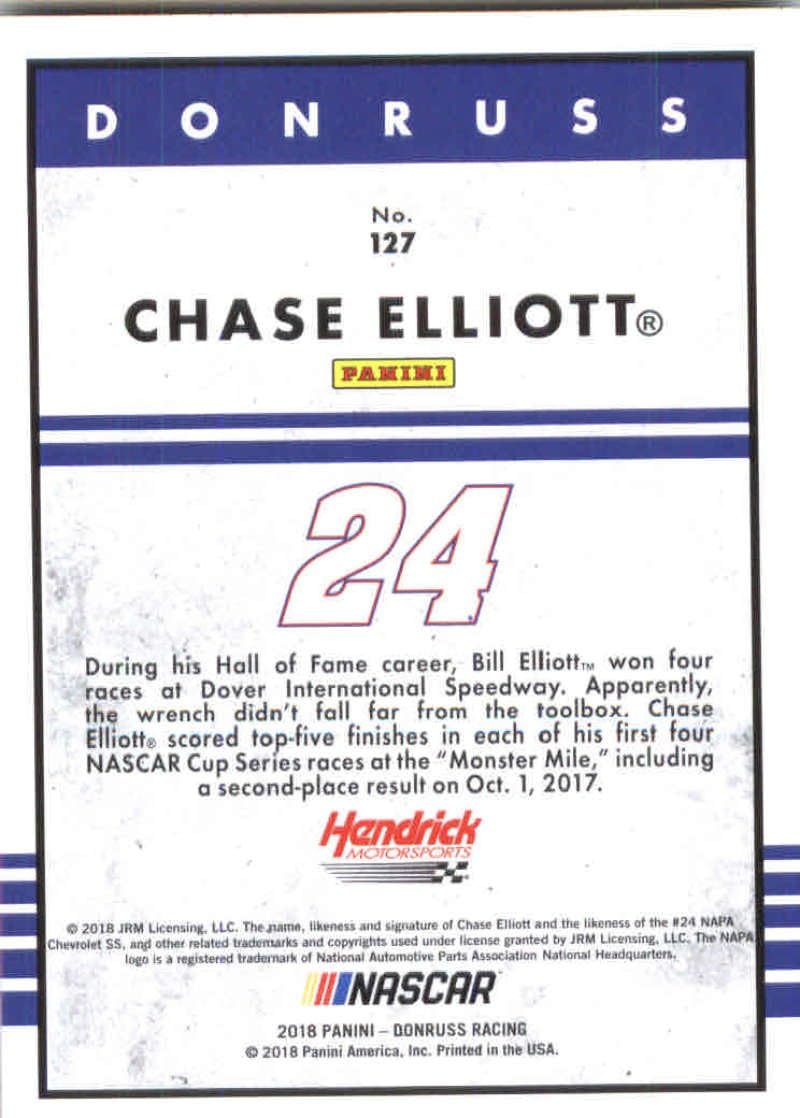 DONRUSS
No.
127
CHASE ELLIOTT®
PANINI
24
During his Hall of Fame career, Bill Elliott™ won four
races at Dover International Speedway. Apparently,
the wrench didn't fall far from the toolbox. Chase
Elliott® scored top-five finishes in each of his first four
NASCAR Cup Series races at the "Monster Mile," including
a second-place result on Oct. 1, 2017.
Hendrick
MOTORSPORTS
© 2018 JRM Licensing, LLC. The name, likeness and signature of Chase Elliott and the likeness of the #24 NAPA
Chevrolet SS, and other related trademarks and copyrights used under license granted by JRM Licensing, LLC. The NAPA
logo is a registered trademark of National Automotive Parts Association National Headquarters.
NASCAR
2018 PANINI – DONRUSS RACING
© 2018 Panini America, Inc. Printed in the USA.